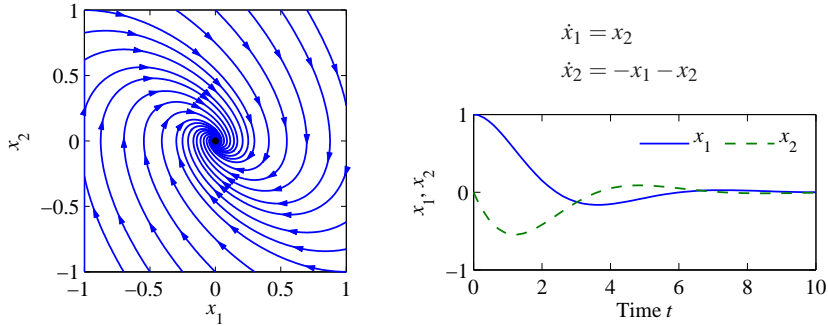 1
0.5
0
−0.5
−1
x₂
−1 −0.5 0 0.5 1
x₁
ẋ₁ = x₂
ẋ₂ = −x₁ − x₂
1
0
−1
x₁, x₂
x₁ x₂
0 2 4 6 8 10
Time t